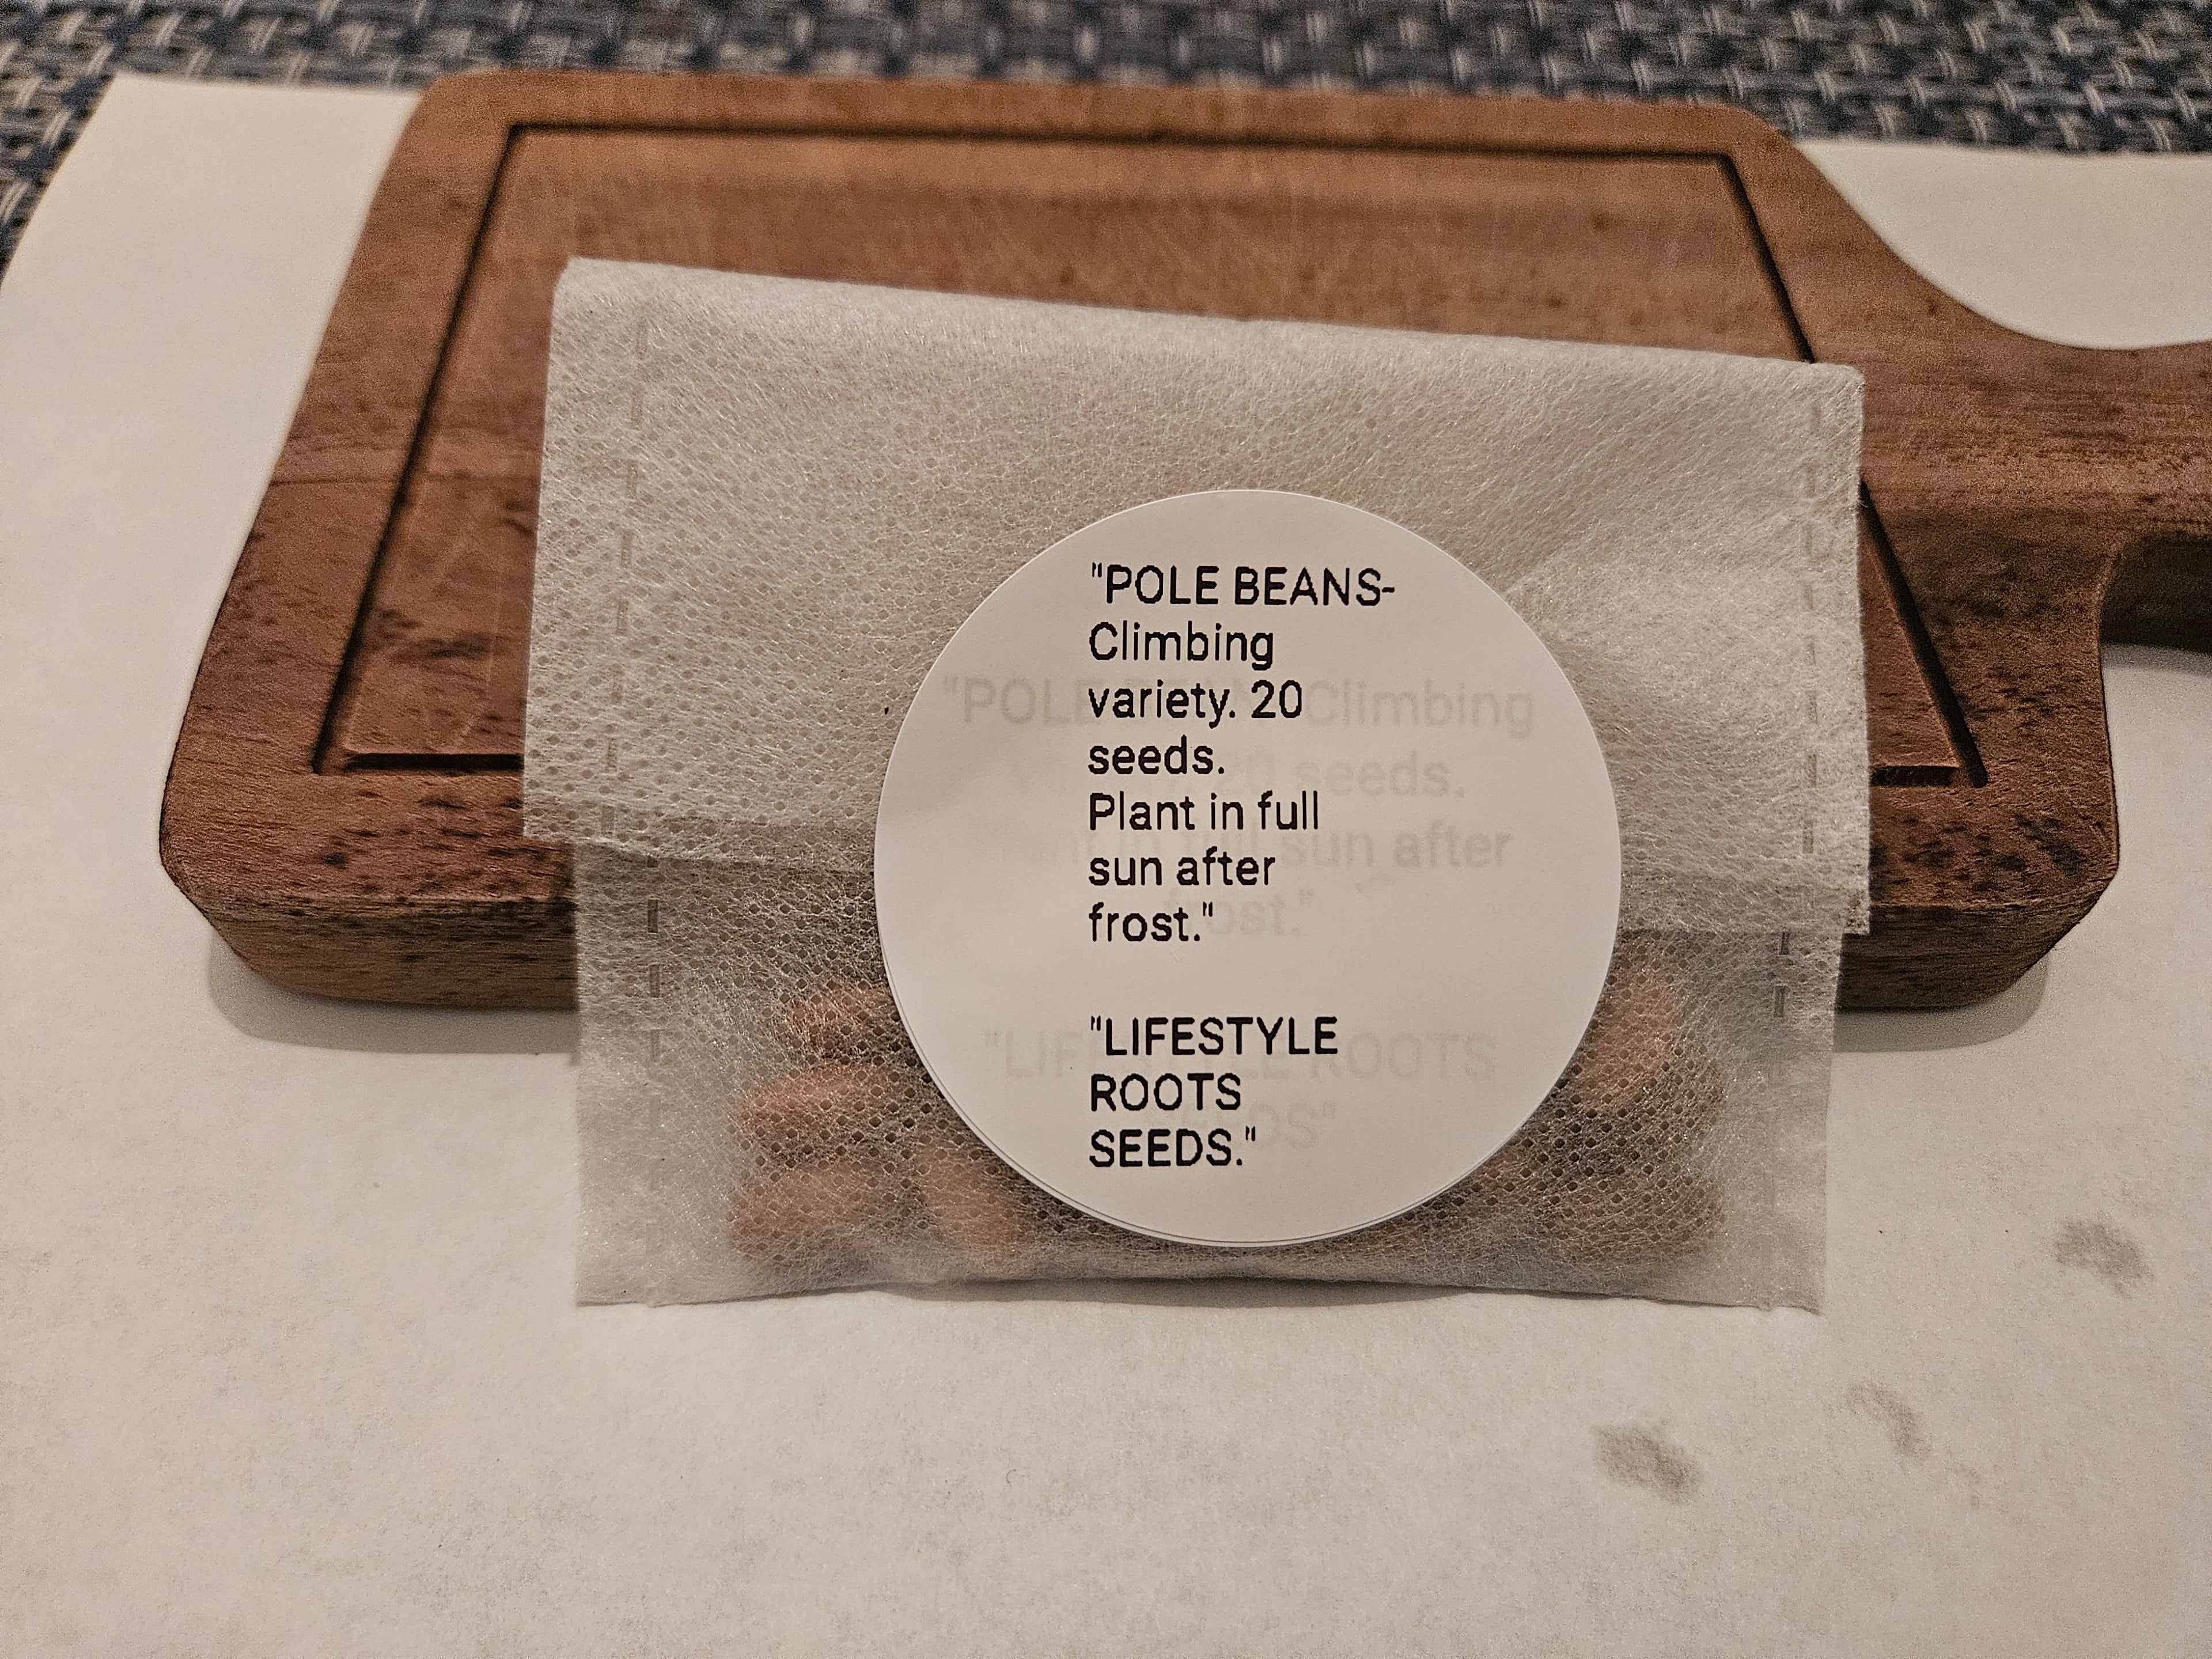 "POLE BEANS-
Climbing
variety. 20
seeds.
Plant in full
sun after
frost."
"LIFESTYLE
ROOTS
SEEDS."